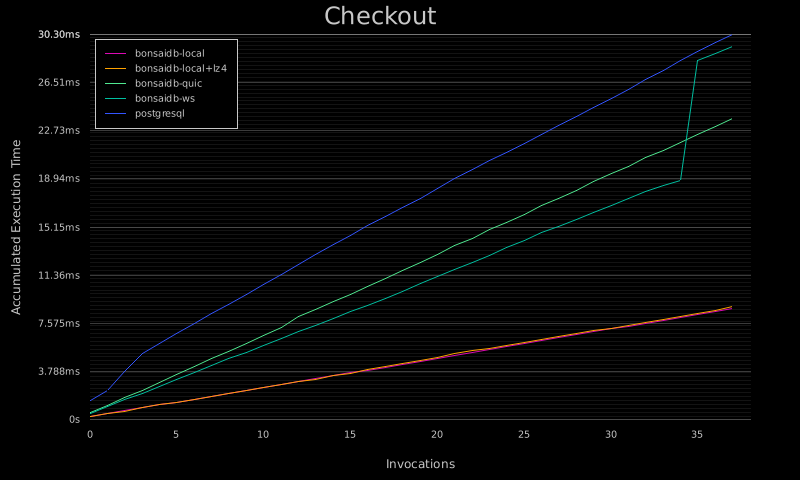 Checkout
30.30ms
26.51ms
22.73ms
18.94ms
15.15ms
11.36ms
7.575ms
3.788ms
0s
Accumulated Execution Time
bonsaidb-local
bonsaidb-local+lz4
bonsaidb-quic
bonsaidb-ws
postgresql
0 5 10 15 20 25 30 35
Invocations